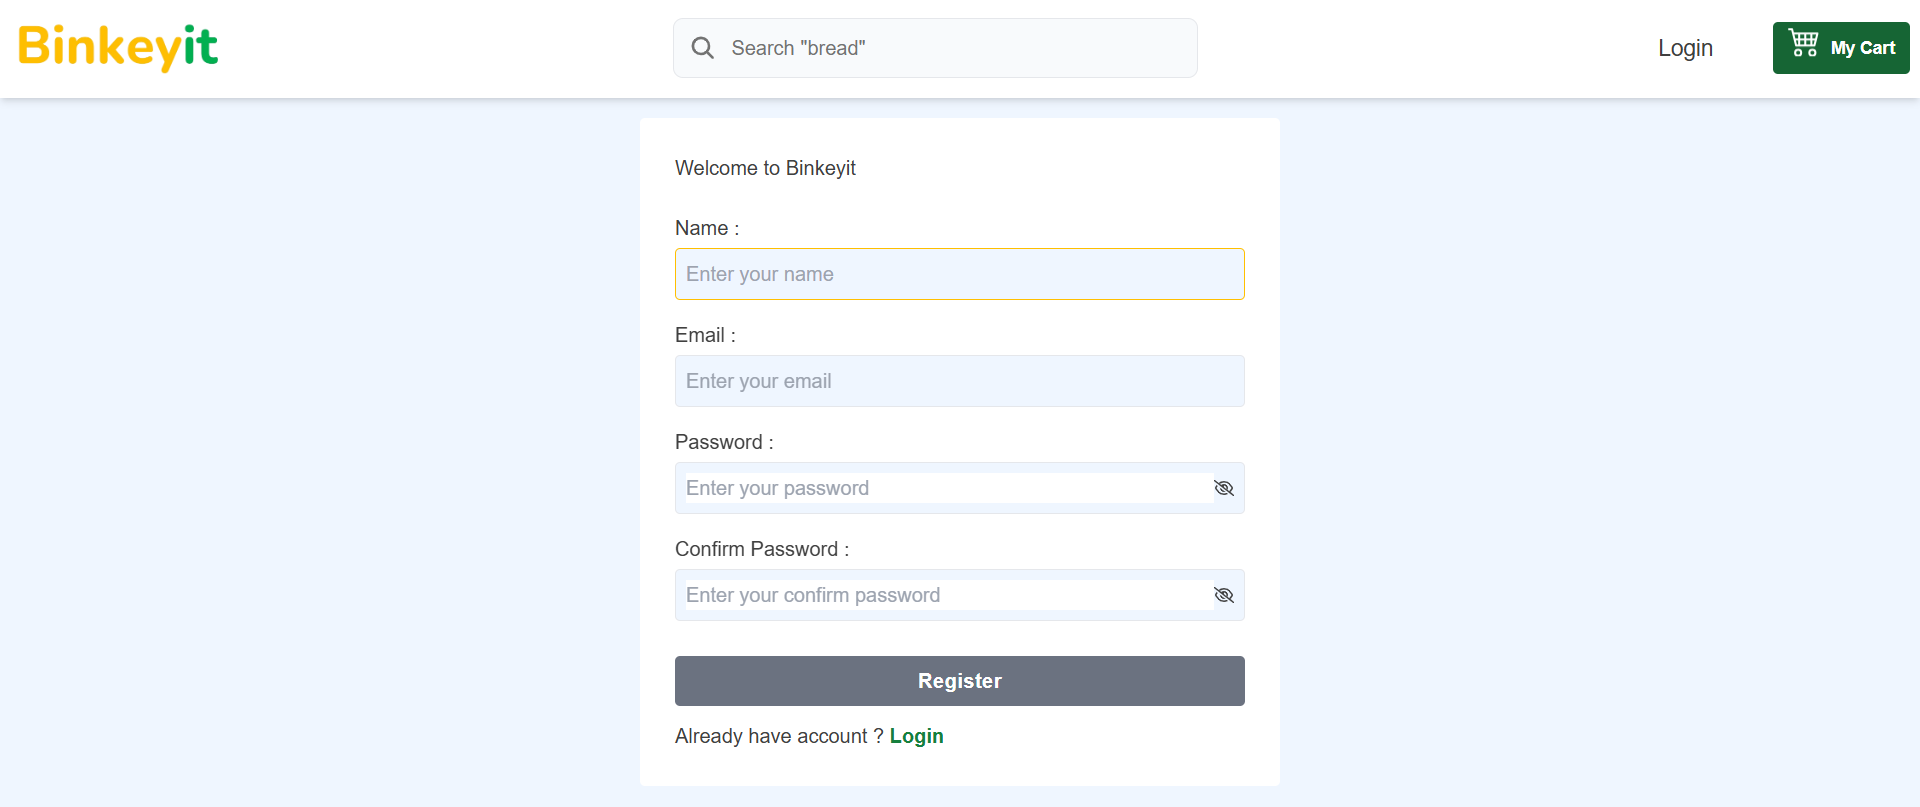 Binkeyit
Search "bread"
Login
My Cart
Welcome to Binkeyit
Name :
Enter your name
Email :
Enter your email
Password :
Enter your password
Confirm Password :
Enter your confirm password
Register
Already have account ? Login